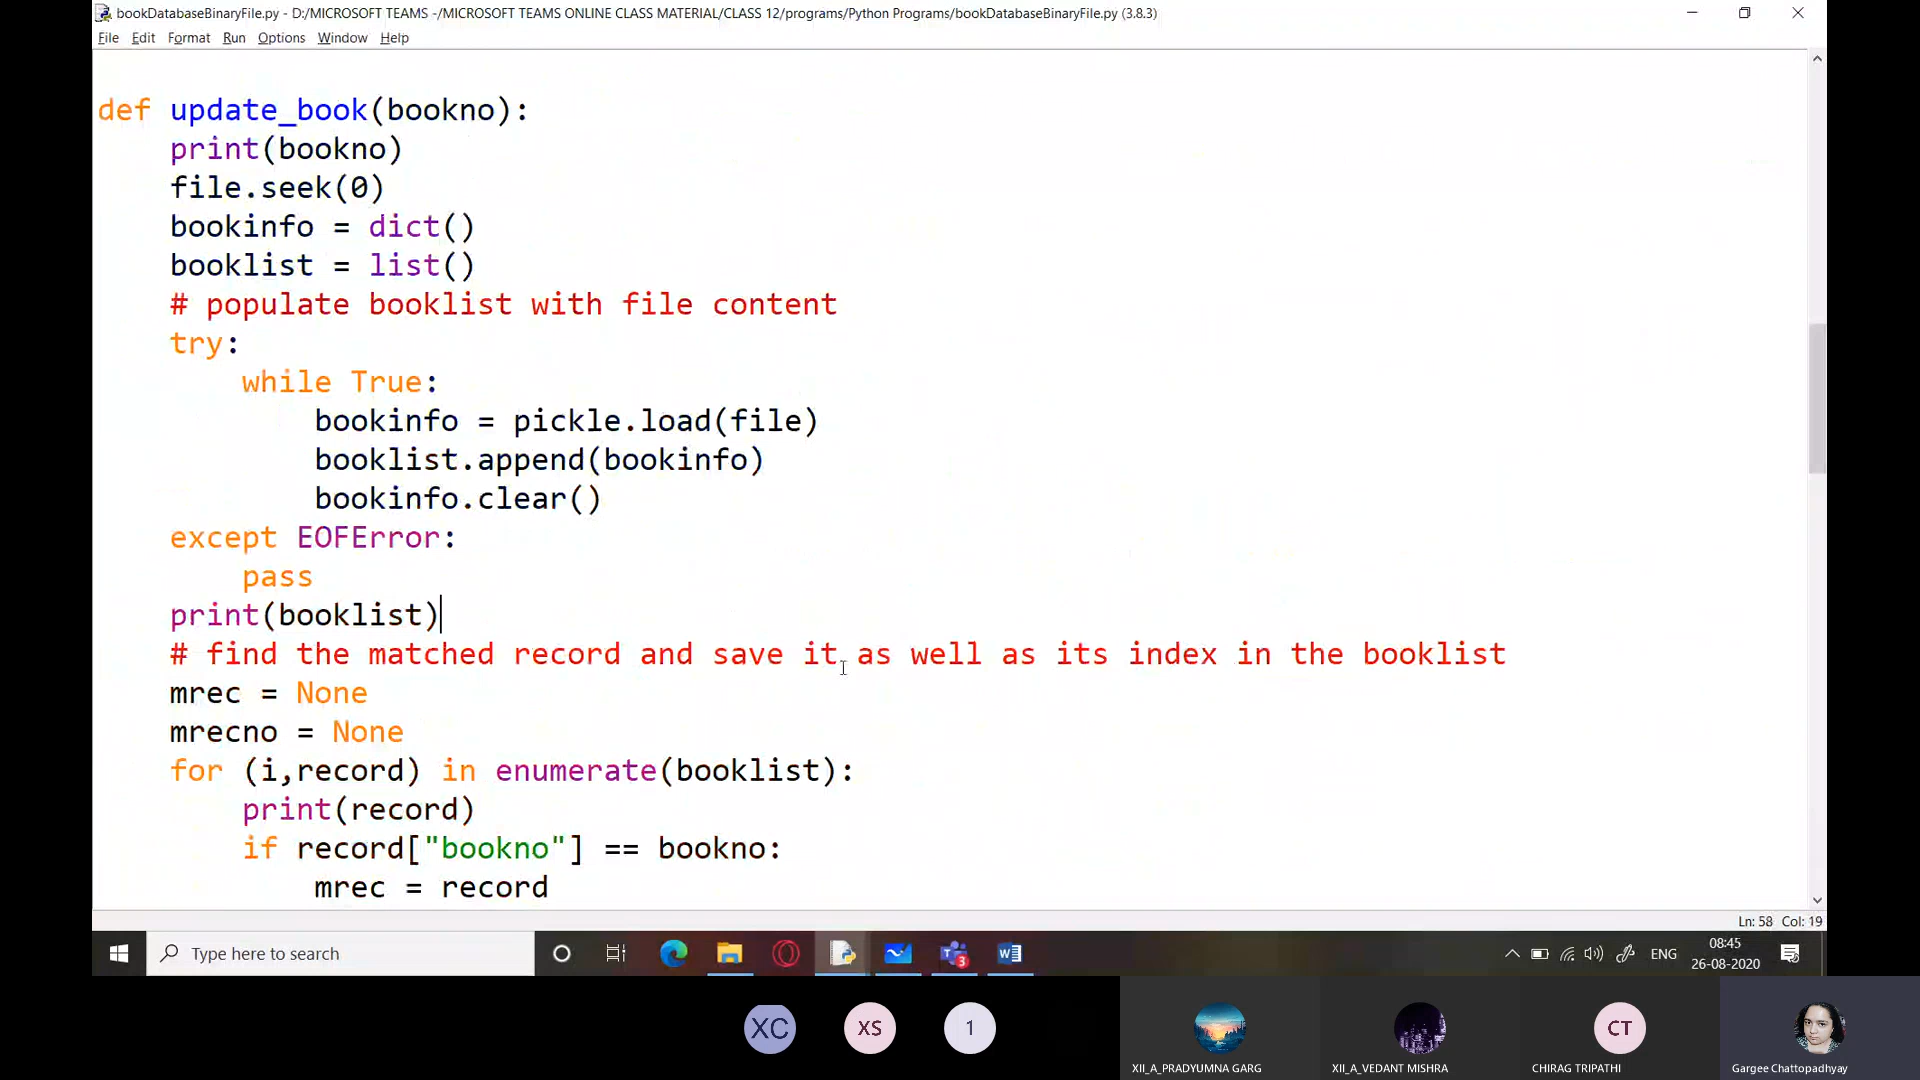 bookDatabaseBinaryFile.py - D:/MICROSOFT TEAMS -/MICROSOFT TEAMS ONLINE CLASS MATERIAL/CLASS 12/programs/Python Programs/bookDatabaseBinaryFile.py (3.8.3)
File Edit Format Run Options Window Help
def update_book(bookno):
    print(bookno)
    file.seek(0)
    bookinfo = dict()
    booklist = list()
    # populate booklist with file content
    try:
        while True:
            bookinfo = pickle.load(file)
            booklist.append(bookinfo)
            bookinfo.clear()
    except EOFError:
        pass
    print(booklist)
    # find the matched record and save it as well as its index in the booklist
    mrec = None
    mrecno = None
    for (i,record) in enumerate(booklist):
        print(record)
        if record["bookno"] == bookno:
            mrec = record
Ln: 58 Col: 19
Type here to search
3
ENG
08:45
26-08-2020
XC
XS
1
CT
XII_A_PRADYUMNA GARG
XII_A_VEDANT MISHRA
CHIRAG TRIPATHI
Gargee Chattopadhyay